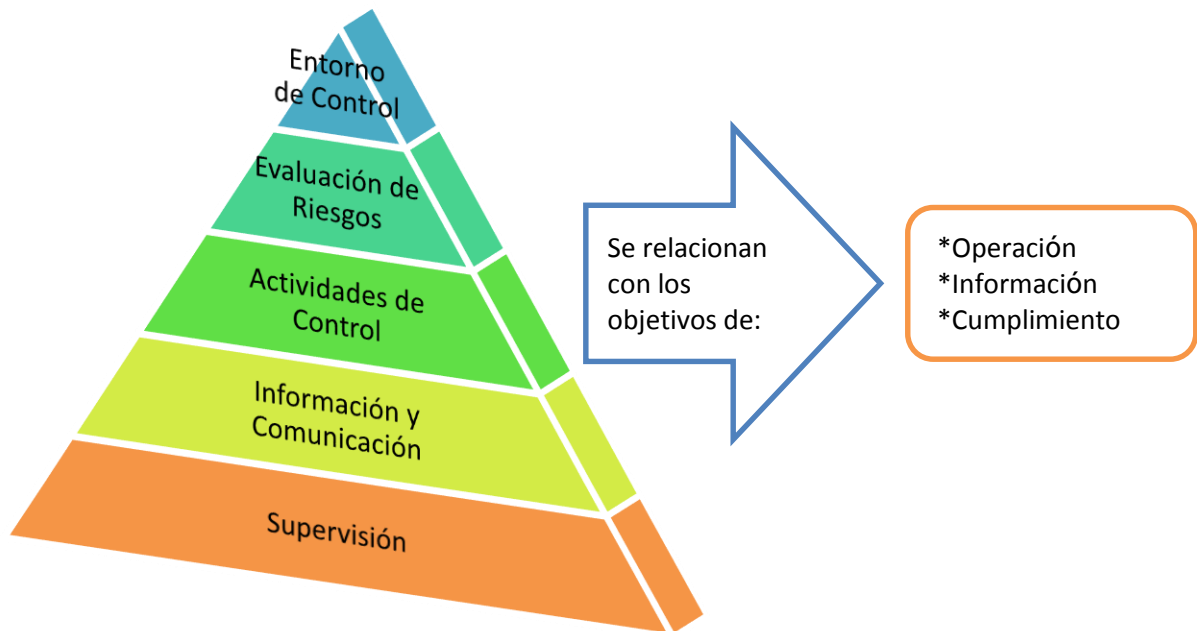 Entorno
de Control
Evaluación de
Riesgos
Actividades de
Control
Información y
Comunicación
Supervisión
Se relacionan
con los
objetivos de:
*Operación
*Información
*Cumplimiento